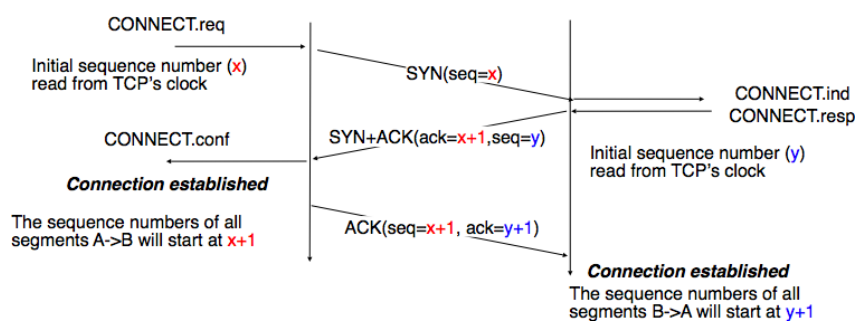 CONNECT.req
Initial sequence number (x)
read from TCP's clock
SYN(seq=x)
CONNECT.ind
CONNECT.resp
CONNECT.conf
SYN+ACK(ack=x+1,seq=y)
Initial sequence number (y)
read from TCP's clock
Connection established
The sequence numbers of all
segments A->B will start at x+1
ACK(seq=x+1, ack=y+1)
Connection established
The sequence numbers of all
segments B->A will start at y+1